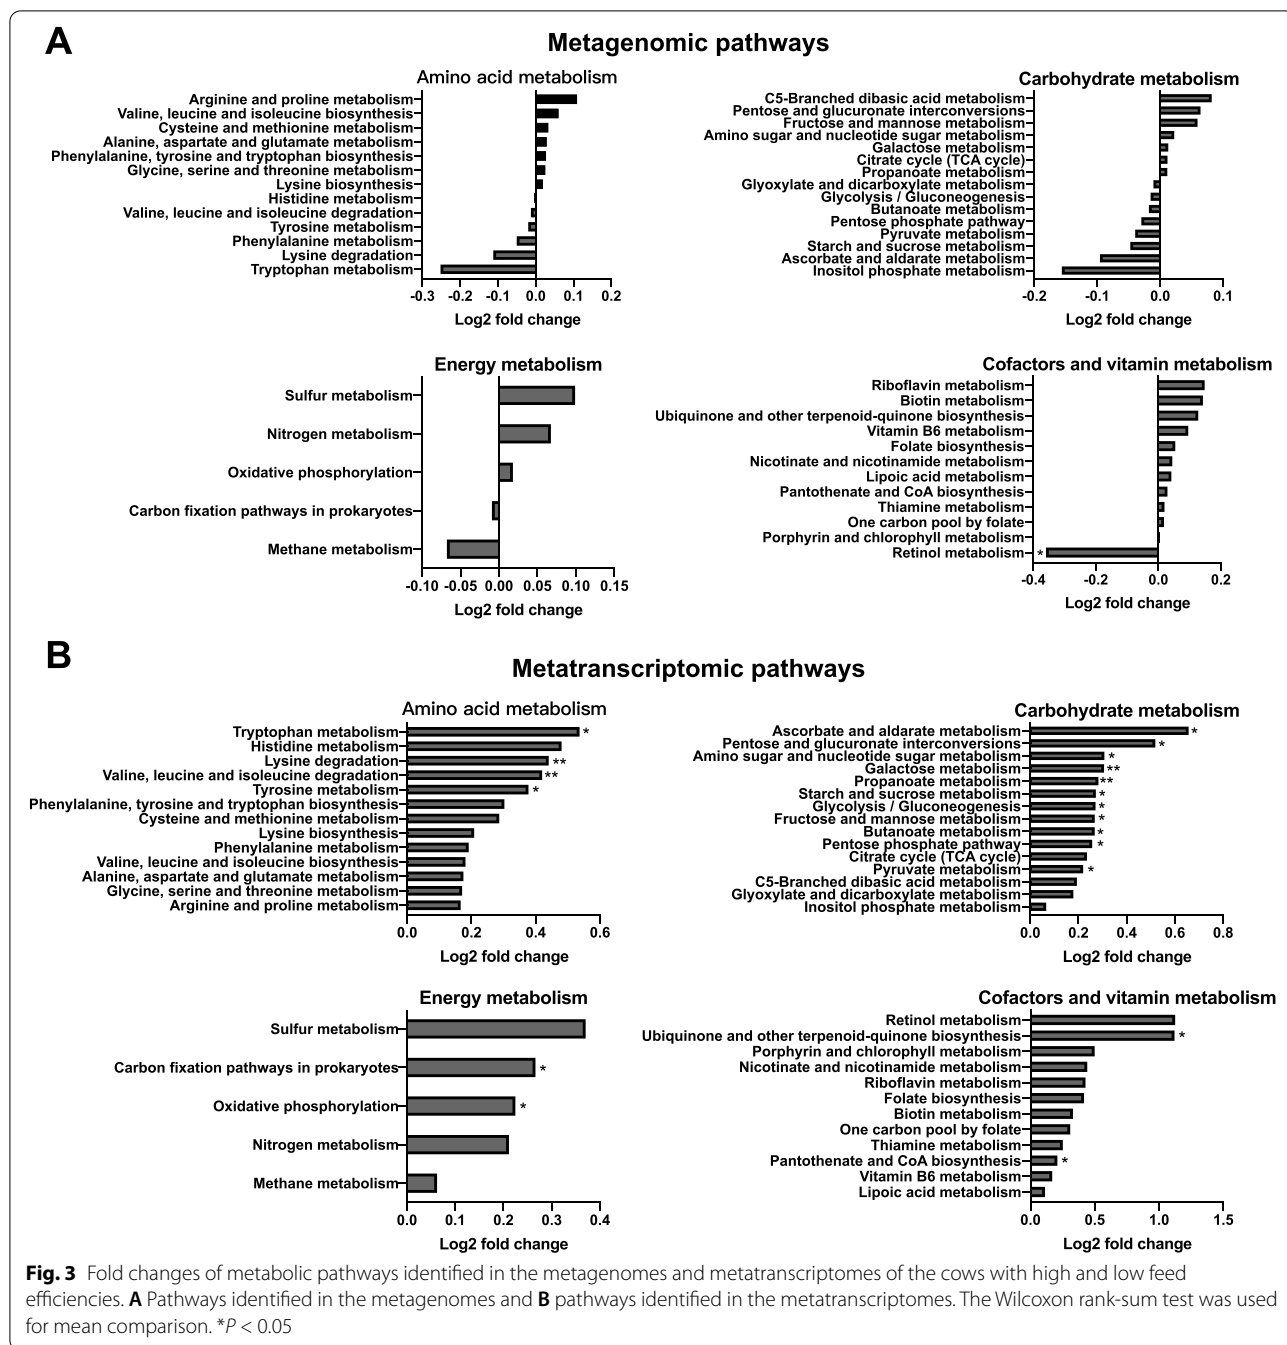 A
Metagenomic pathways
Amino acid metabolism
Arginine and proline metabolism
Valine, leucine and isoleucine biosynthesis
Cysteine and methionine metabolism
Alanine, aspartate and glutamate metabolism
Phenylalanine, tyrosine and tryptophan biosynthesis
Glycine, serine and threonine metabolism
Lysine biosynthesis
Histidine metabolism
Valine, leucine and isoleucine degradation
Tyrosine metabolism
Phenylalanine metabolism
Lysine degradation
Tryptophan metabolism
-0.3 -0.2 -0.1 0.0 0.1 0.2
Log2 fold change
Carbohydrate metabolism
C5-Branched dibasic acid metabolism
Pentose and glucuronate interconversions
Fructose and mannose metabolism
Amino sugar and nucleotide sugar metabolism
Galactose metabolism
Citrate cycle (TCA cycle)
Propanoate metabolism
Glyoxylate and dicarboxylate metabolism
Glycolysis / Gluconeogenesis
Butanoate metabolism
Pentose phosphate pathway
Pyruvate metabolism
Starch and sucrose metabolism
Ascorbate and aldarate metabolism
Inositol phosphate metabolism
-0.2 -0.1 0.0 0.1
Log2 fold change
Energy metabolism
Sulfur metabolism
Nitrogen metabolism
Oxidative phosphorylation
Carbon fixation pathways in prokaryotes
Methane metabolism
-0.10 -0.05 0.00 0.05 0.10 0.15
Log2 fold change
Cofactors and vitamin metabolism
Riboflavin metabolism
Biotin metabolism
Ubiquinone and other terpenoid-quinone biosynthesis
Vitamin B6 metabolism
Folate biosynthesis
Nicotinate and nicotinamide metabolism
Lipoic acid metabolism
Pantothenate and CoA biosynthesis
Thiamine metabolism
One carbon pool by folate
Porphyrin and chlorophyll metabolism
Retinol metabolism *
-0.4 -0.2 0.0 0.2
Log2 fold change
B
Metatranscriptomic pathways
Amino acid metabolism
Tryptophan metabolism *
Histidine metabolism
Lysine degradation **
Valine, leucine and isoleucine degradation **
Tyrosine metabolism *
Phenylalanine, tyrosine and tryptophan biosynthesis
Cysteine and methionine metabolism
Lysine biosynthesis
Phenylalanine metabolism
Valine, leucine and isoleucine biosynthesis
Alanine, aspartate and glutamate metabolism
Glycine, serine and threonine metabolism
Arginine and proline metabolism
0.0 0.2 0.4 0.6
Log2 fold change
Carbohydrate metabolism
Ascorbate and aldarate metabolism *
Pentose and glucuronate interconversions *
Amino sugar and nucleotide sugar metabolism *
Galactose metabolism **
Propanoate metabolism **
Starch and sucrose metabolism *
Glycolysis / Gluconeogenesis *
Fructose and mannose metabolism *
Butanoate metabolism *
Pentose phosphate pathway *
Citrate cycle (TCA cycle)
Pyruvate metabolism *
C5-Branched dibasic acid metabolism
Glyoxylate and dicarboxylate metabolism
Inositol phosphate metabolism
0.0 0.2 0.4 0.6 0.8
Log2 fold change
Energy metabolism
Sulfur metabolism
Carbon fixation pathways in prokaryotes *
Oxidative phosphorylation *
Nitrogen metabolism
Methane metabolism
0.0 0.1 0.2 0.3 0.4
Log2 fold change
Cofactors and vitamin metabolism
Retinol metabolism
Ubiquinone and other terpenoid-quinone biosynthesis *
Porphyrin and chlorophyll metabolism
Nicotinate and nicotinamide metabolism
Riboflavin metabolism
Folate biosynthesis
Biotin metabolism
One carbon pool by folate
Thiamine metabolism
Pantothenate and CoA biosynthesis *
Vitamin B6 metabolism
Lipoic acid metabolism
0.0 0.5 1.0 1.5
Log2 fold change
Fig. 3 Fold changes of metabolic pathways identified in the metagenomes and metatranscriptomes of the cows with high and low feed
efficiencies. A Pathways identified in the metagenomes and B pathways identified in the metatranscriptomes. The Wilcoxon rank-sum test was used
for mean comparison. *P < 0.05